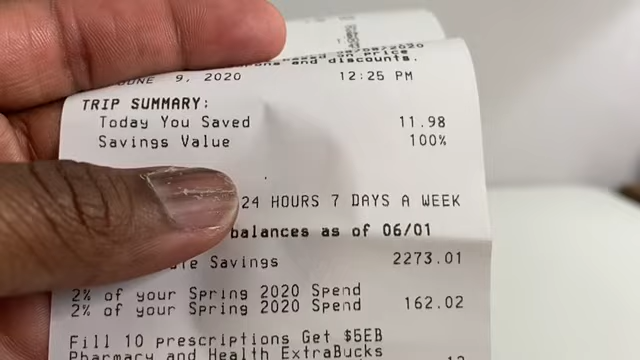 and discounts.
JUNE 9, 2020 12:25 PM
TRIP SUMMARY:
Today You Saved 11.98
Savings Value 100%
24 HOURS 7 DAYS A WEEK
balances as of 06/01
Savings 2273.01
2% of your Spring 2020 Spend
2% of your Spring 2020 Spend 162.02
Fill 10 prescriptions Get $5EB
Pharmacy and Health ExtraBucks